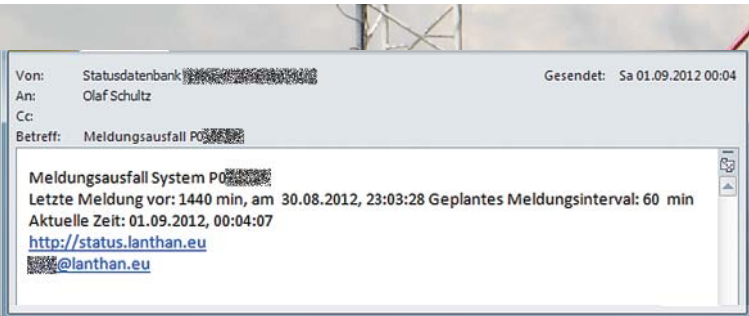 Von: Statusdatenbank Gesendet: Sa 01.09.2012 00:04
An: Olaf Schultz
Cc:
Betreff: Meldungsausfall P0
Meldungsausfall System P0
Letzte Meldung vor: 1440 min, am 30.08.2012, 23:03:28 Geplantes Meldungsinterval: 60 min
Aktuelle Zeit: 01.09.2012, 00:04:07
http://status.lanthan.eu
@lanthan.eu